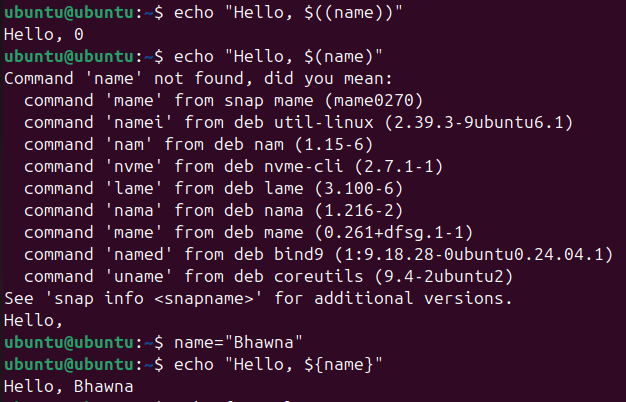 ubuntu@ubuntu:~$ echo "Hello, $((name))"
Hello, 0
ubuntu@ubuntu:~$ echo "Hello, $(name)"
Command 'name' not found, did you mean:
  command 'mame' from snap mame (mame0270)
  command 'namei' from deb util-linux (2.39.3-9ubuntu6.1)
  command 'nam' from deb nam (1.15-6)
  command 'nvme' from deb nvme-cli (2.7.1-1)
  command 'lame' from deb lame (3.100-6)
  command 'nama' from deb nama (1.216-2)
  command 'mame' from deb mame (0.261+dfsg.1-1)
  command 'named' from deb bind9 (1:9.18.28-0ubuntu0.24.04.1)
  command 'uname' from deb coreutils (9.4-2ubuntu2)
See 'snap info <snapname>' for additional versions.
Hello,
ubuntu@ubuntu:~$ name="Bhawna"
ubuntu@ubuntu:~$ echo "Hello, ${name}"
Hello, Bhawna